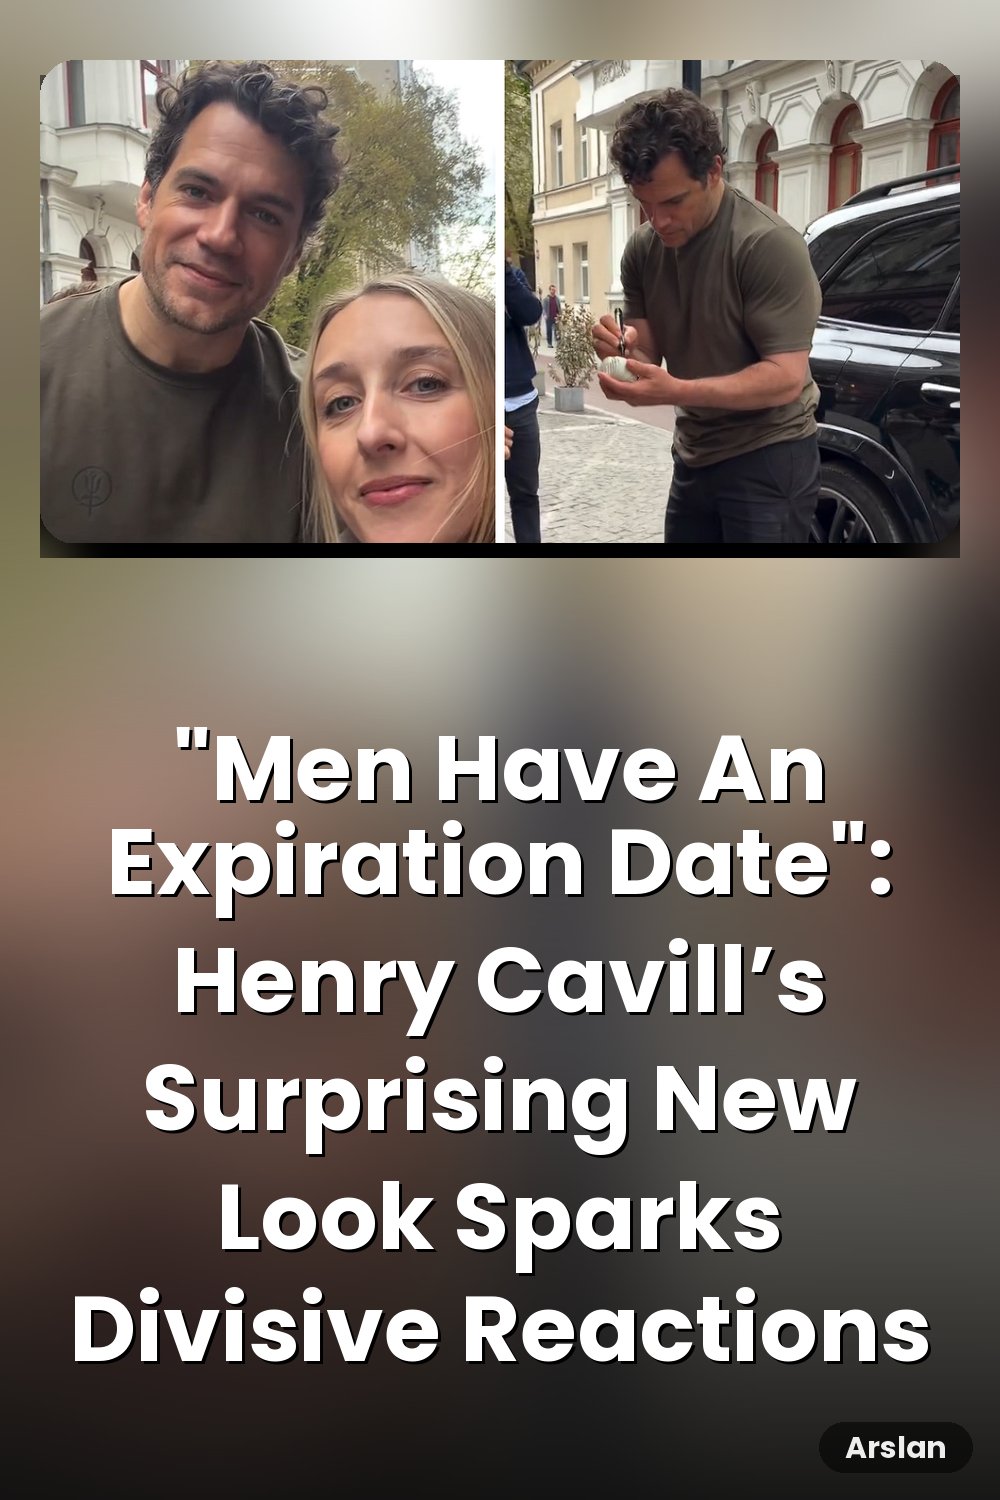 "Men Have An
Expiration Date":
Henry Cavill’s
Surprising New
Look Sparks
Divisive Reactions
Arslan